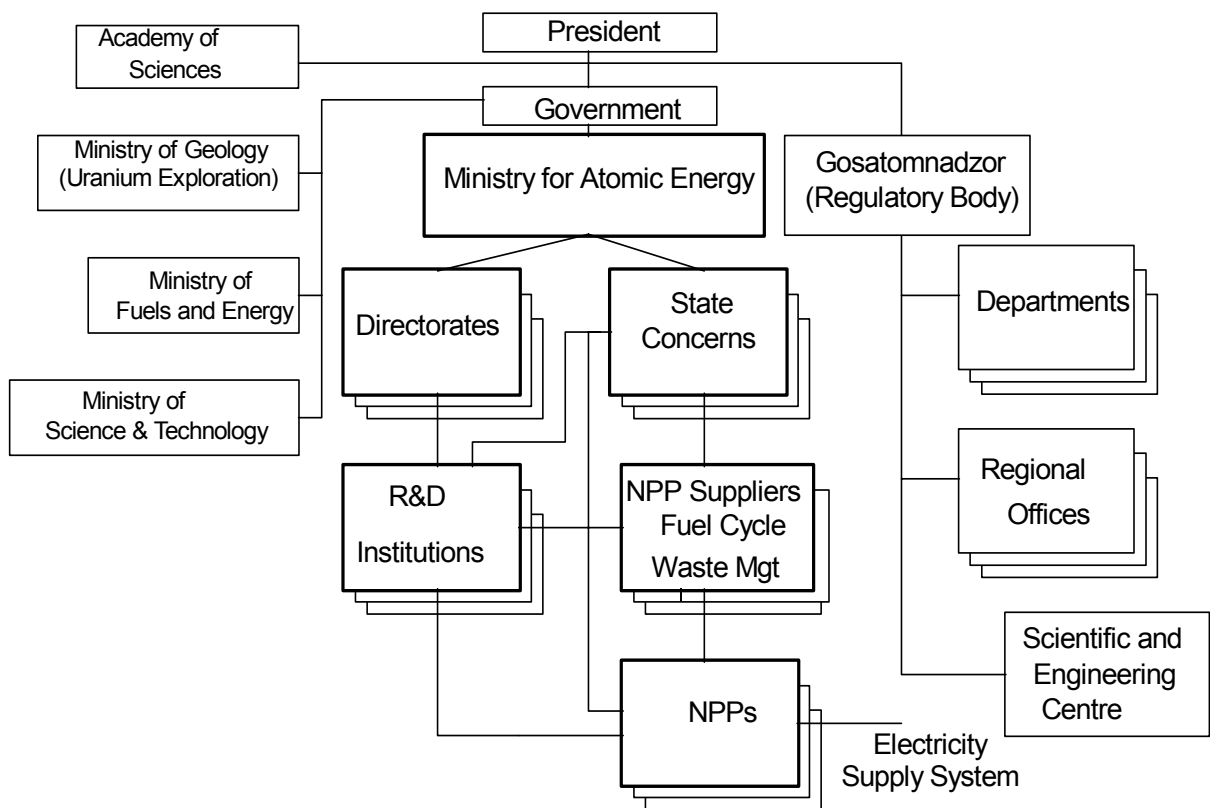 President
Academy of
Sciences
Government
Ministry of Geology
(Uranium Exploration)
Ministry for Atomic Energy
Gosatomnadzor
(Regulatory Body)
Ministry of
Fuels and Energy
Directorates
State
Concerns
Departments
Ministry of
Science & Technology
R&D
Institutions
NPP Suppliers
Fuel Cycle
Waste Mgt
Regional
Offices
Scientific and
Engineering
Centre
NPPs
Electricity
Supply System